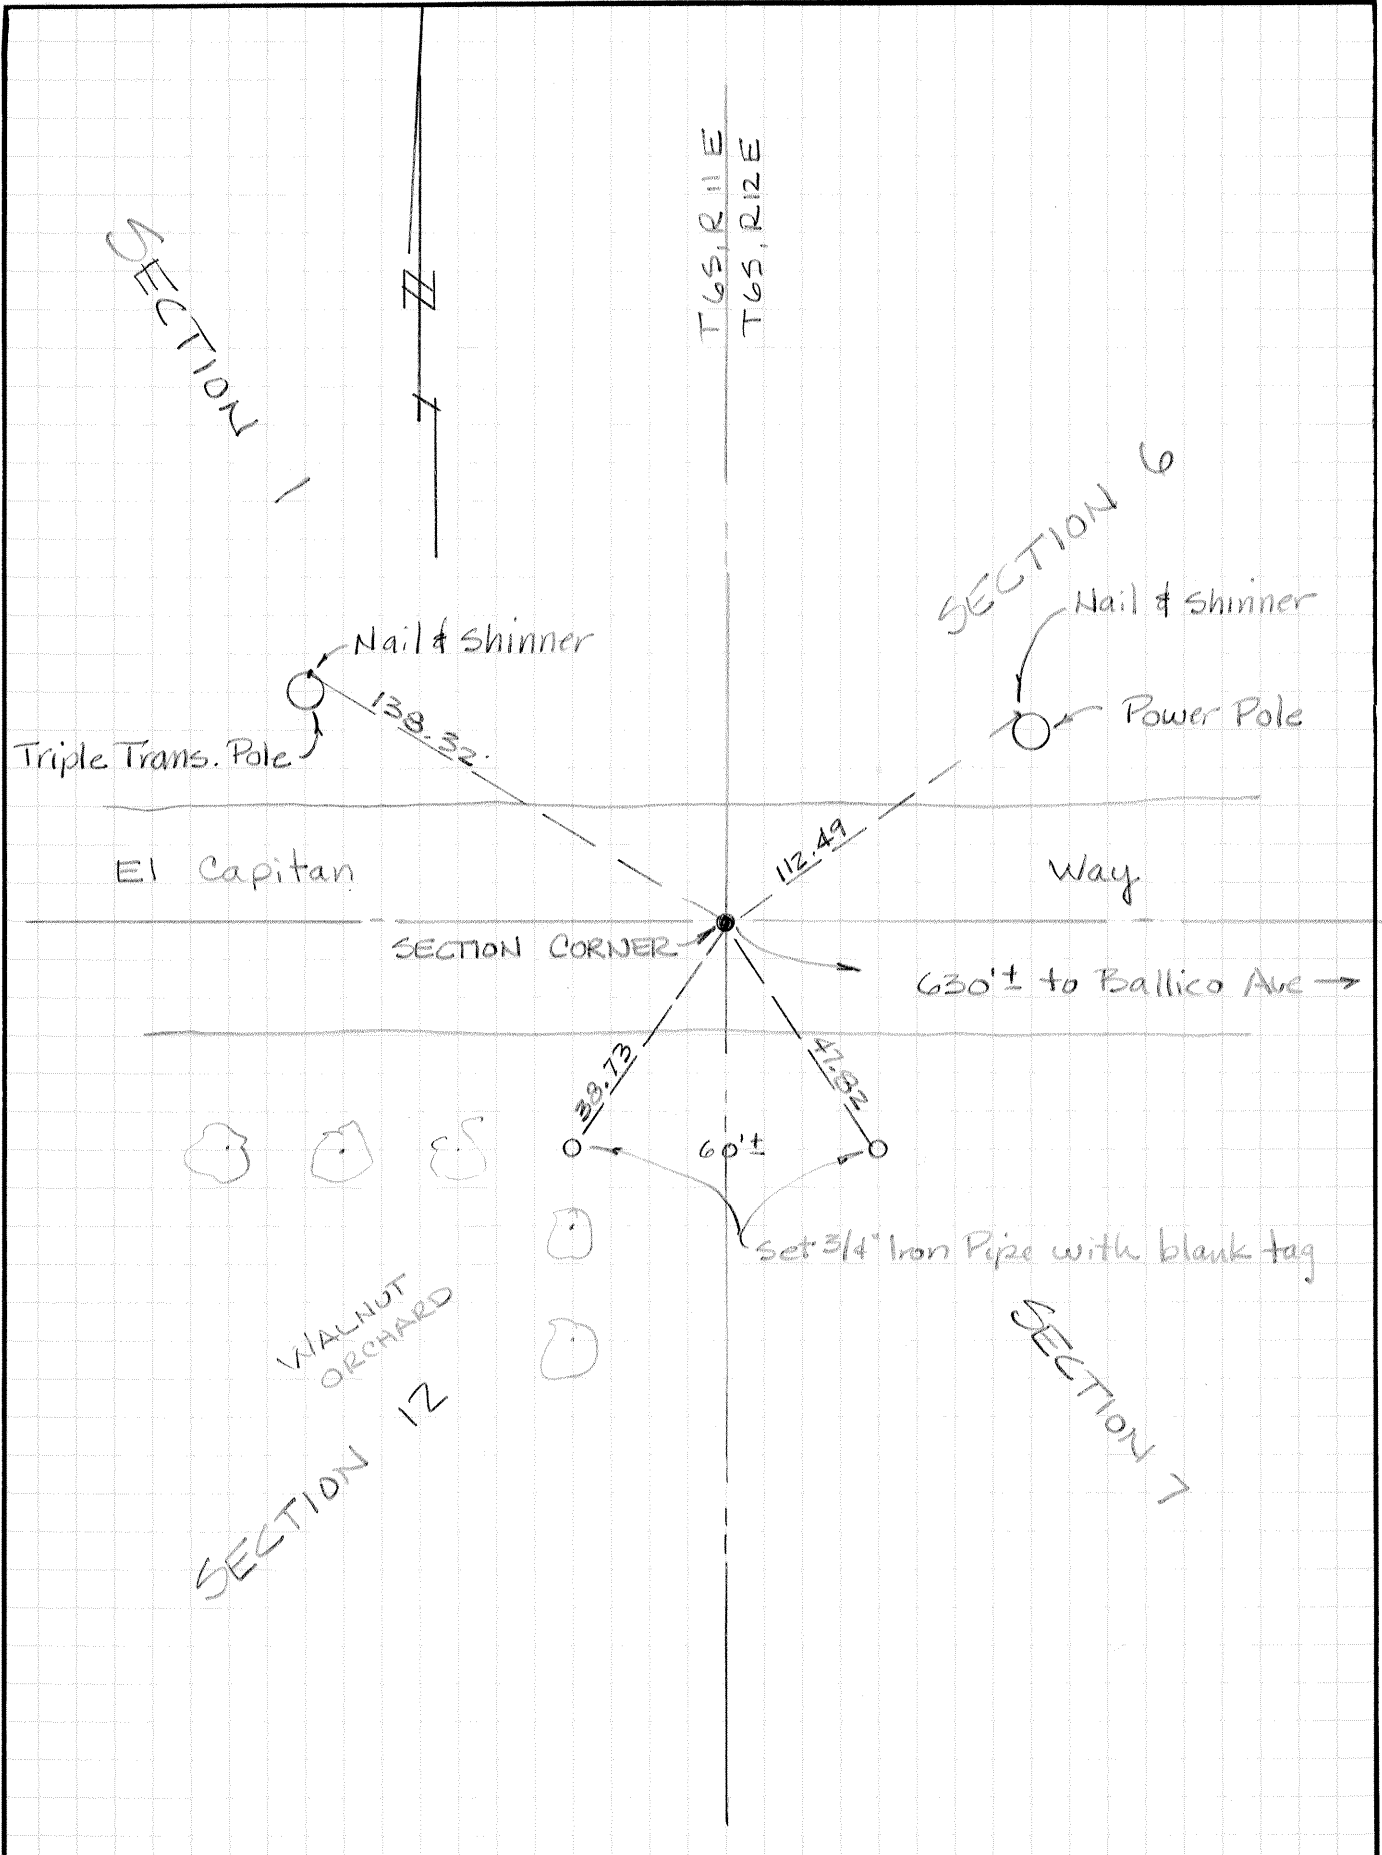 T6S, R11E
T6S, R12E
SECTION 1
N
SECTION 6
Nail & Shinner
Nail & Shinner
138.32
Power Pole
Triple Trans. Pole
112.49
El Capitan Way
SECTION CORNER
630'± to Ballico Ave →
38.73
47.82
60'±
Set 3/4" Iron Pipe with blank tag
WALNUT
ORCHARD
SECTION 12
SECTION 7